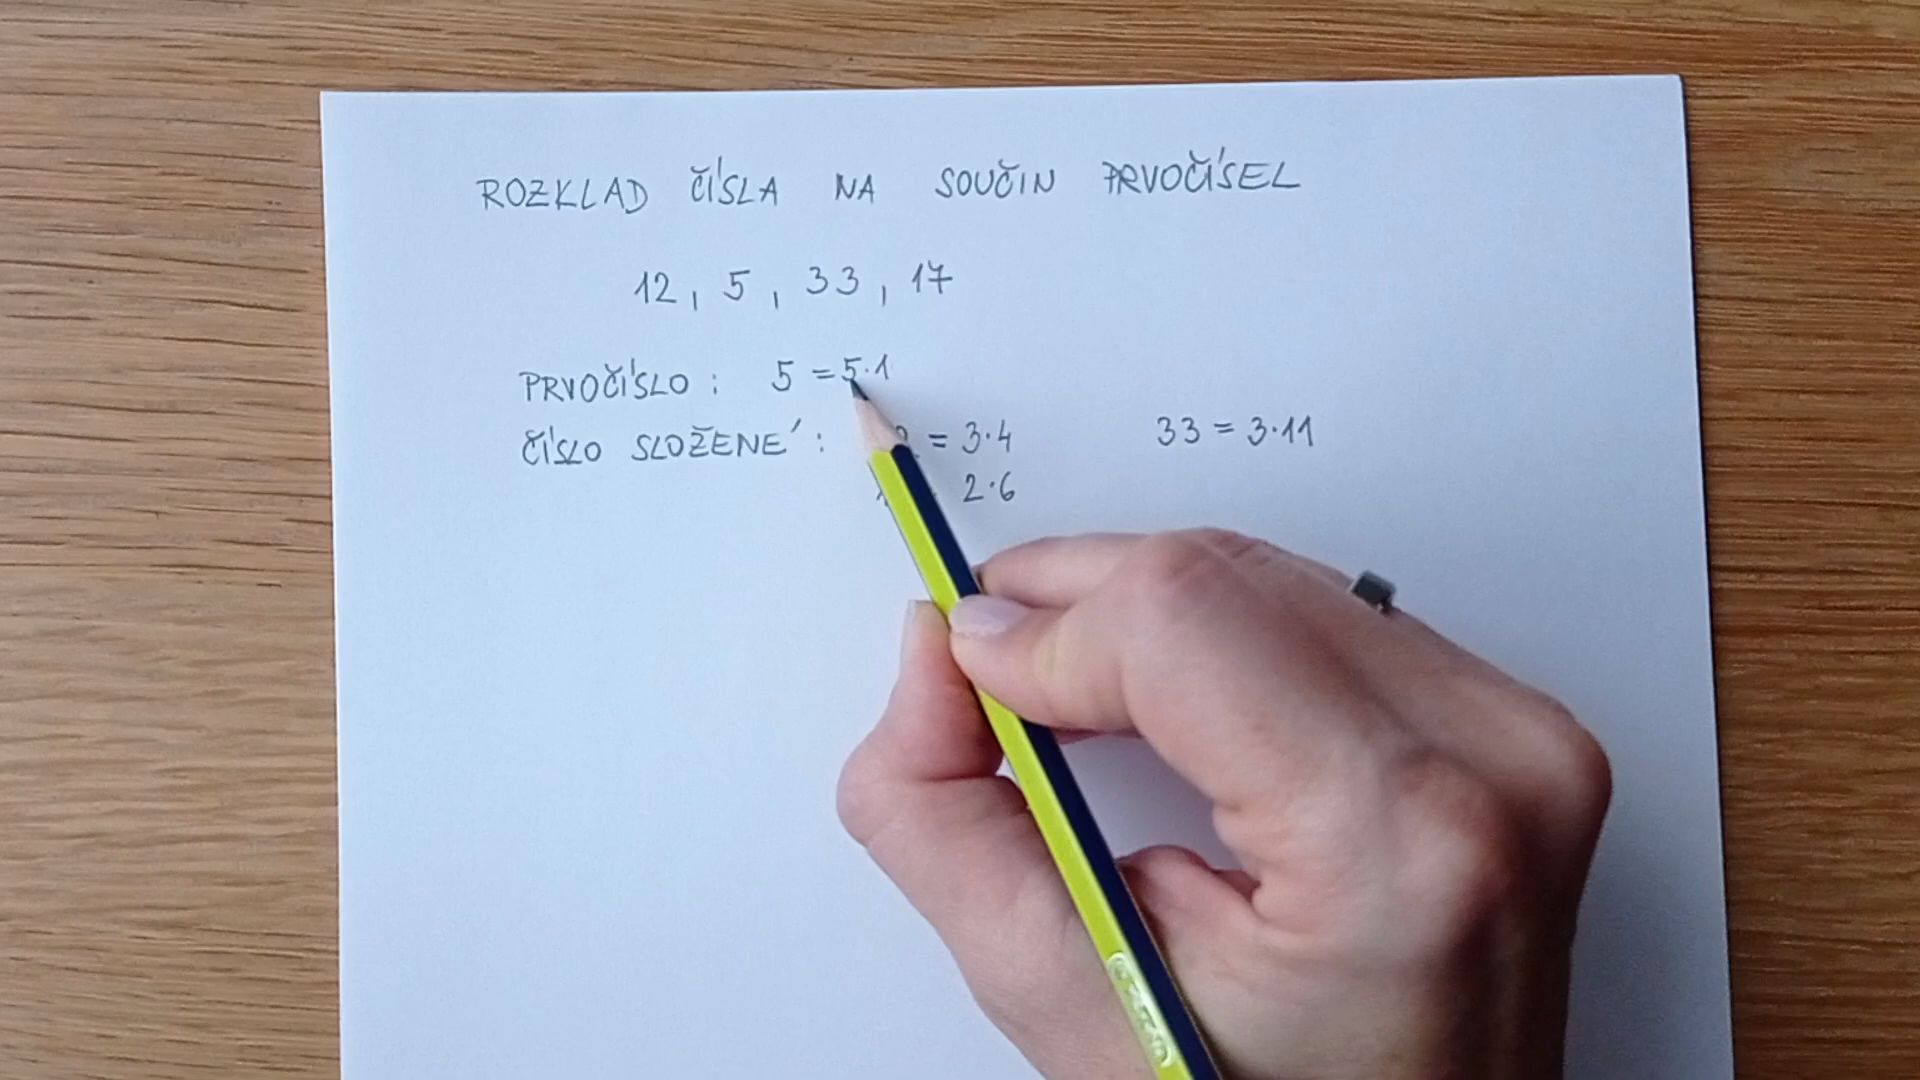 ROZKLAD ČÍSLA NA SOUČIN PRVOČÍSEL
12, 5, 33, 17
PRVOČÍSLO: 5 = 5·1
ČÍSLO SLOŽENÉ: = 3·4 33 = 3·11
2·6